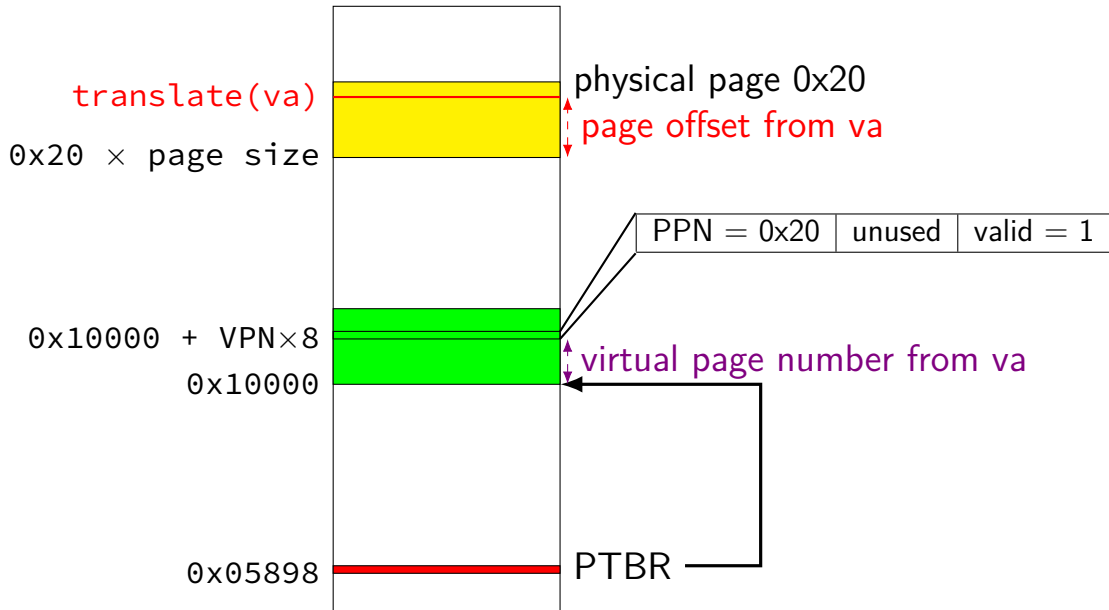 physical page 0x20
translate(va)
page offset from va
0x20 × page size
PPN = 0x20 unused valid = 1
0x10000 + VPN×8
virtual page number from va
0x10000
PTBR
0x05898